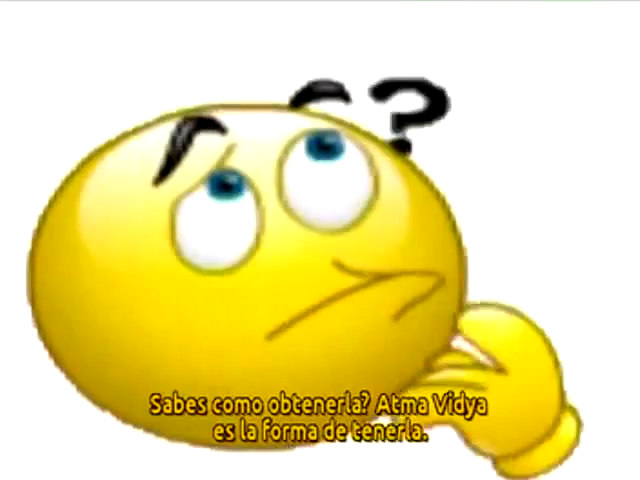 Sabes como obtenerla? Atma Vidya
es la forma de tenerla.